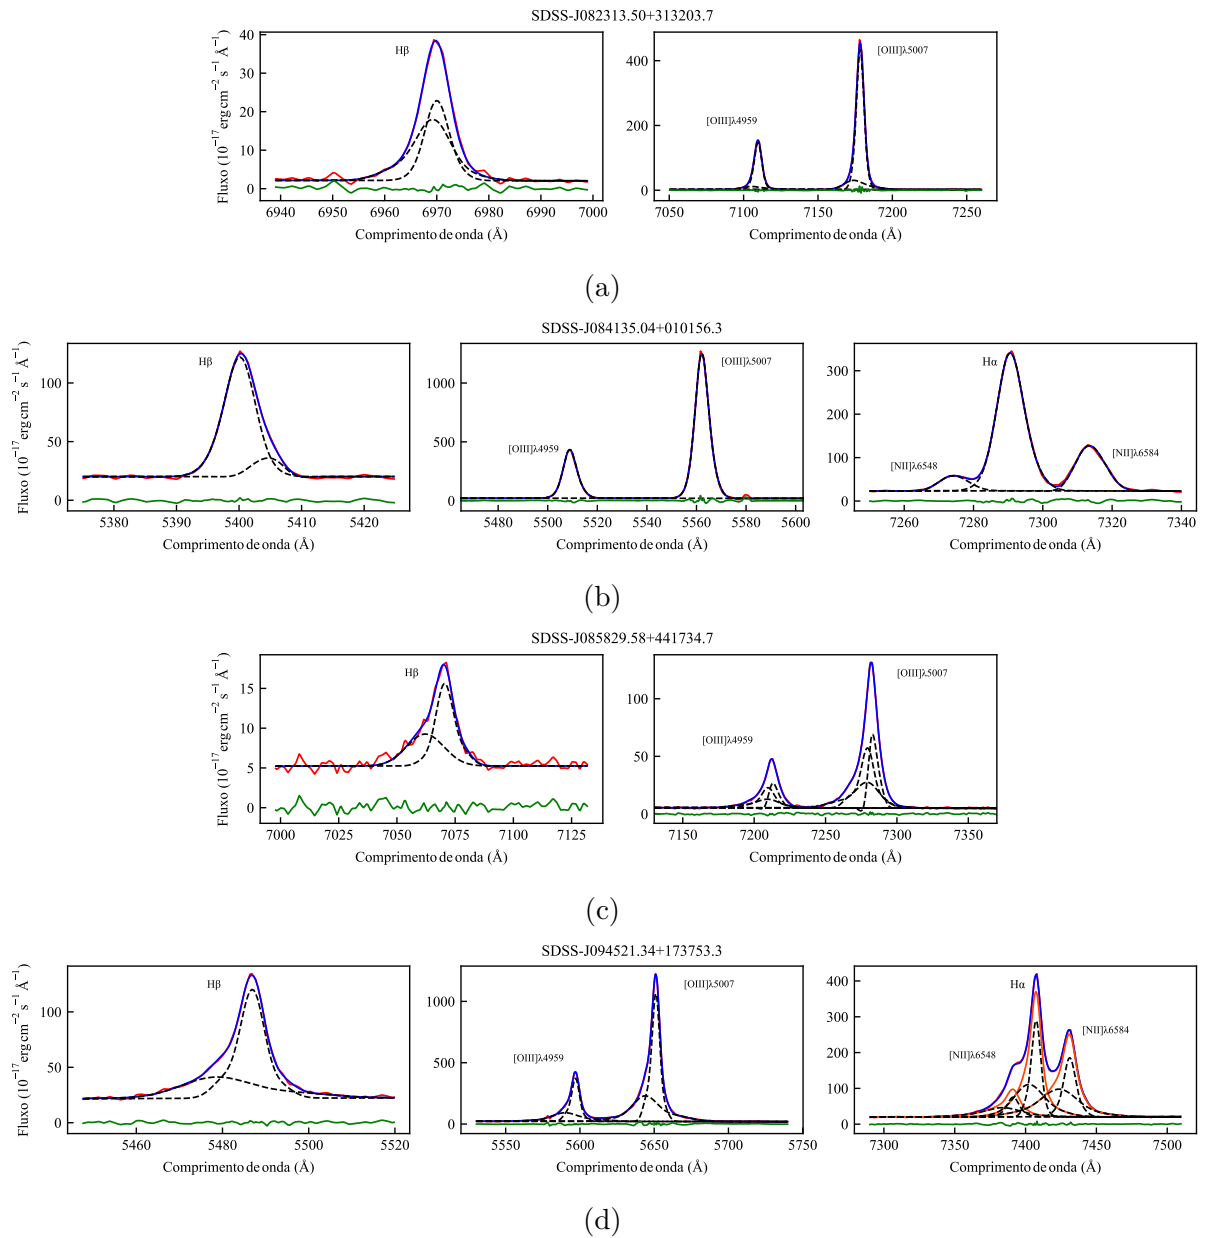 SDSS-J082313.50+313203.7
Fluxo (10⁻¹⁷ erg cm⁻² s⁻¹ Å⁻¹)
40
30
20
10
0
Hβ
6940 6950 6960 6970 6980 6990 7000
Comprimento de onda (Å)
400
200
0
[OIII]λ4959
[OIII]λ5007
7050 7100 7150 7200 7250
Comprimento de onda (Å)
(a)
SDSS-J084135.04+010156.3
Fluxo (10⁻¹⁷ erg cm⁻² s⁻¹ Å⁻¹)
100
50
0
Hβ
5380 5390 5400 5410 5420
Comprimento de onda (Å)
1000
500
0
[OIII]λ4959
[OIII]λ5007
5480 5500 5520 5540 5560 5580 5600
Comprimento de onda (Å)
300
200
100
0
Hα
[NII]λ6548
[NII]λ6584
7260 7280 7300 7320 7340
Comprimento de onda (Å)
(b)
SDSS-J085829.58+441734.7
Fluxo (10⁻¹⁷ erg cm⁻² s⁻¹ Å⁻¹)
15
10
5
0
Hβ
7000 7025 7050 7075 7100 7125
Comprimento de onda (Å)
100
50
0
[OIII]λ4959
[OIII]λ5007
7150 7200 7250 7300 7350
Comprimento de onda (Å)
(c)
SDSS-J094521.34+173753.3
Fluxo (10⁻¹⁷ erg cm⁻² s⁻¹ Å⁻¹)
100
50
0
Hβ
5460 5480 5500 5520
Comprimento de onda (Å)
1000
500
0
[OIII]λ4959
[OIII]λ5007
5550 5600 5650 5700 5750
Comprimento de onda (Å)
400
300
200
100
0
Hα
[NII]λ6548
[NII]λ6584
7300 7350 7400 7450 7500
Comprimento de onda (Å)
(d)